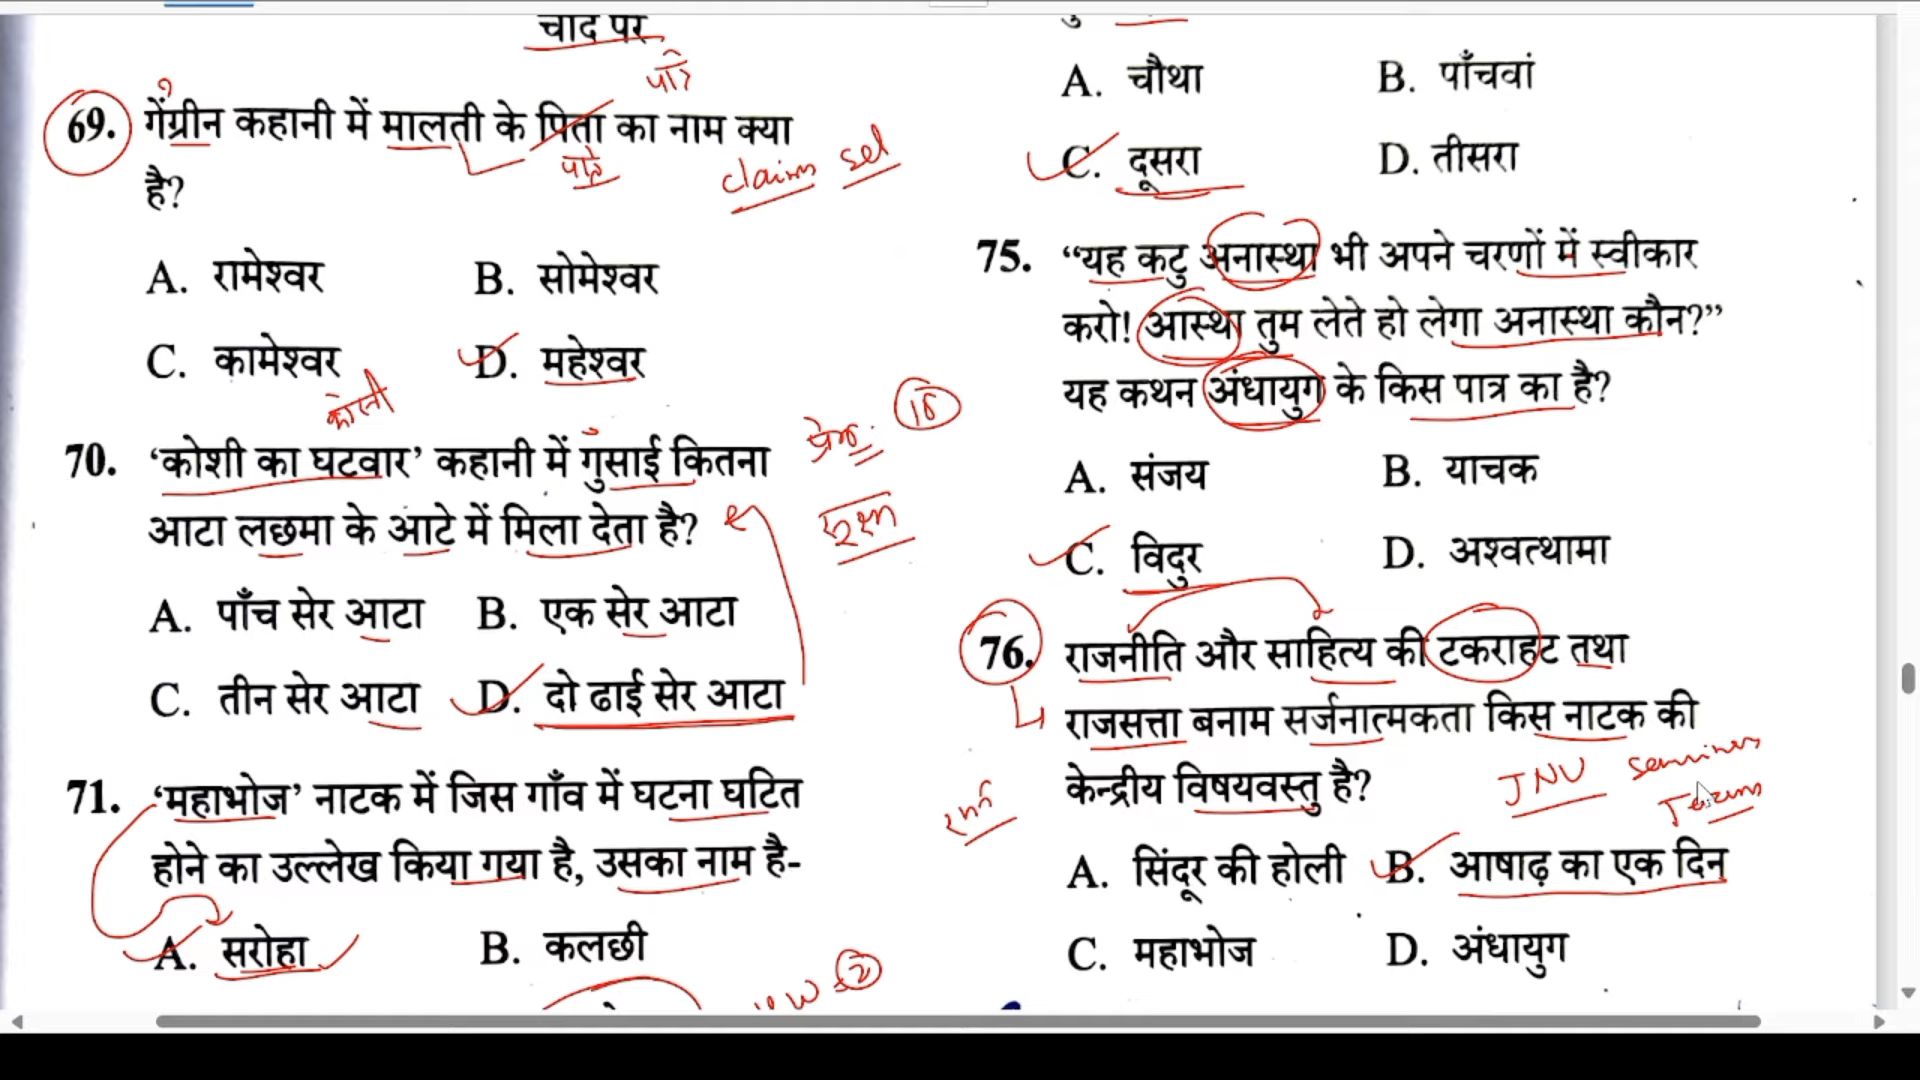 चाँद पर
पति
69. गेंग्रीन कहानी में मालती के पिता का नाम क्या
है?
पति
claim sel
A. रामेश्वर B. सोमेश्वर
C. कामेश्वर D. महेश्वर
कोसी
70. ‘कोशी का घटवार’ कहानी में गुंसाई कितना
आटा लछमा के आटे में मिला देता है?
A. पाँच सेर आटा B. एक सेर आटा
C. तीन सेर आटा D. दो ढाई सेर आटा
71. ‘महाभोज’ नाटक में जिस गाँव में घटना घटित
होने का उल्लेख किया गया है, उसका नाम है-
A. सरोहा B. कलछी
A. चौथा B. पाँचवां
C. दूसरा D. तीसरा
75. “यह कटु अनास्था भी अपने चरणों में स्वीकार
करो! आस्था तुम लेते हो लेगा अनास्था कौन?”
यह कथन अंधायुग के किस पात्र का है?
A. संजय B. याचक
C. विदुर D. अश्वत्थामा
76. राजनीति और साहित्य की टकराहट तथा
राजसत्ता बनाम सर्जनात्मकता किस नाटक की
केन्द्रीय विषयवस्तु है?
JNU
A. सिंदूर की होली B. आषाढ़ का एक दिन
C. महाभोज D. अंधायुग